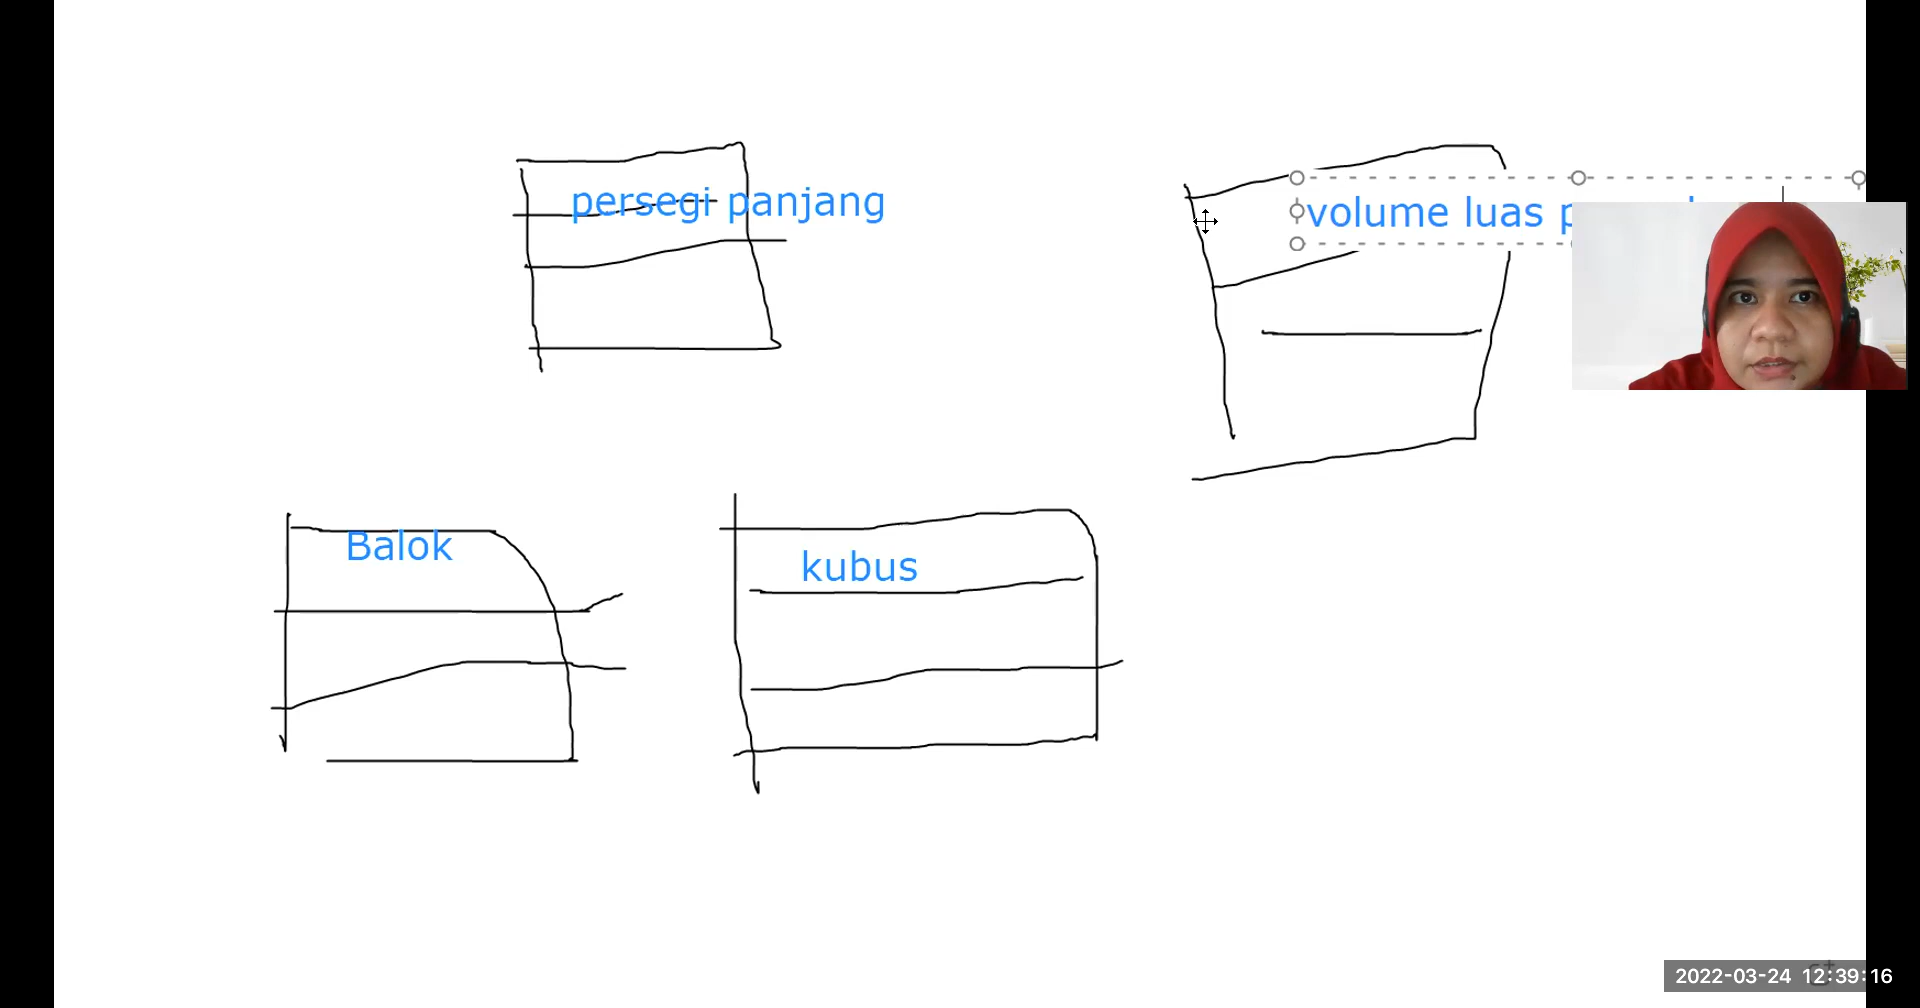 persegi panjang
volume luas
Balok
kubus
2022-03-24 12:39:16